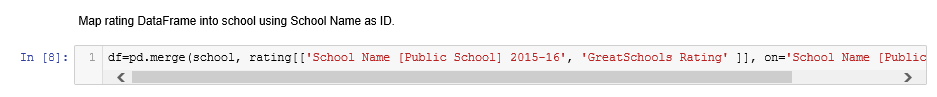 Map rating DataFrame into school using School Name as ID.
In [8]: 1 df=pd.merge(school, rating[['School Name [Public School] 2015-16', 'GreatSchools Rating' ]], on='School Name [Public